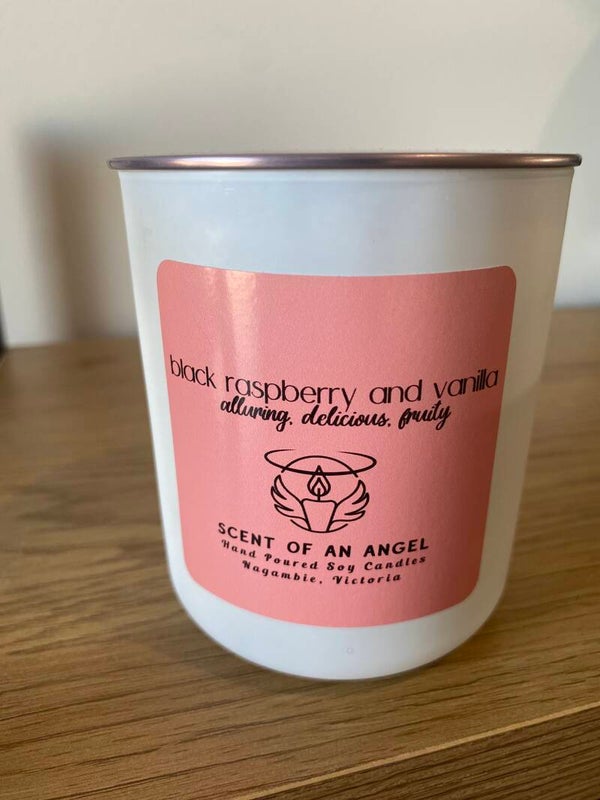 black raspberry and vanilla
alluring, delicious, fruity
SCENT OF AN ANGEL
Hand Poured Soy Candles
Nagambie, Victoria